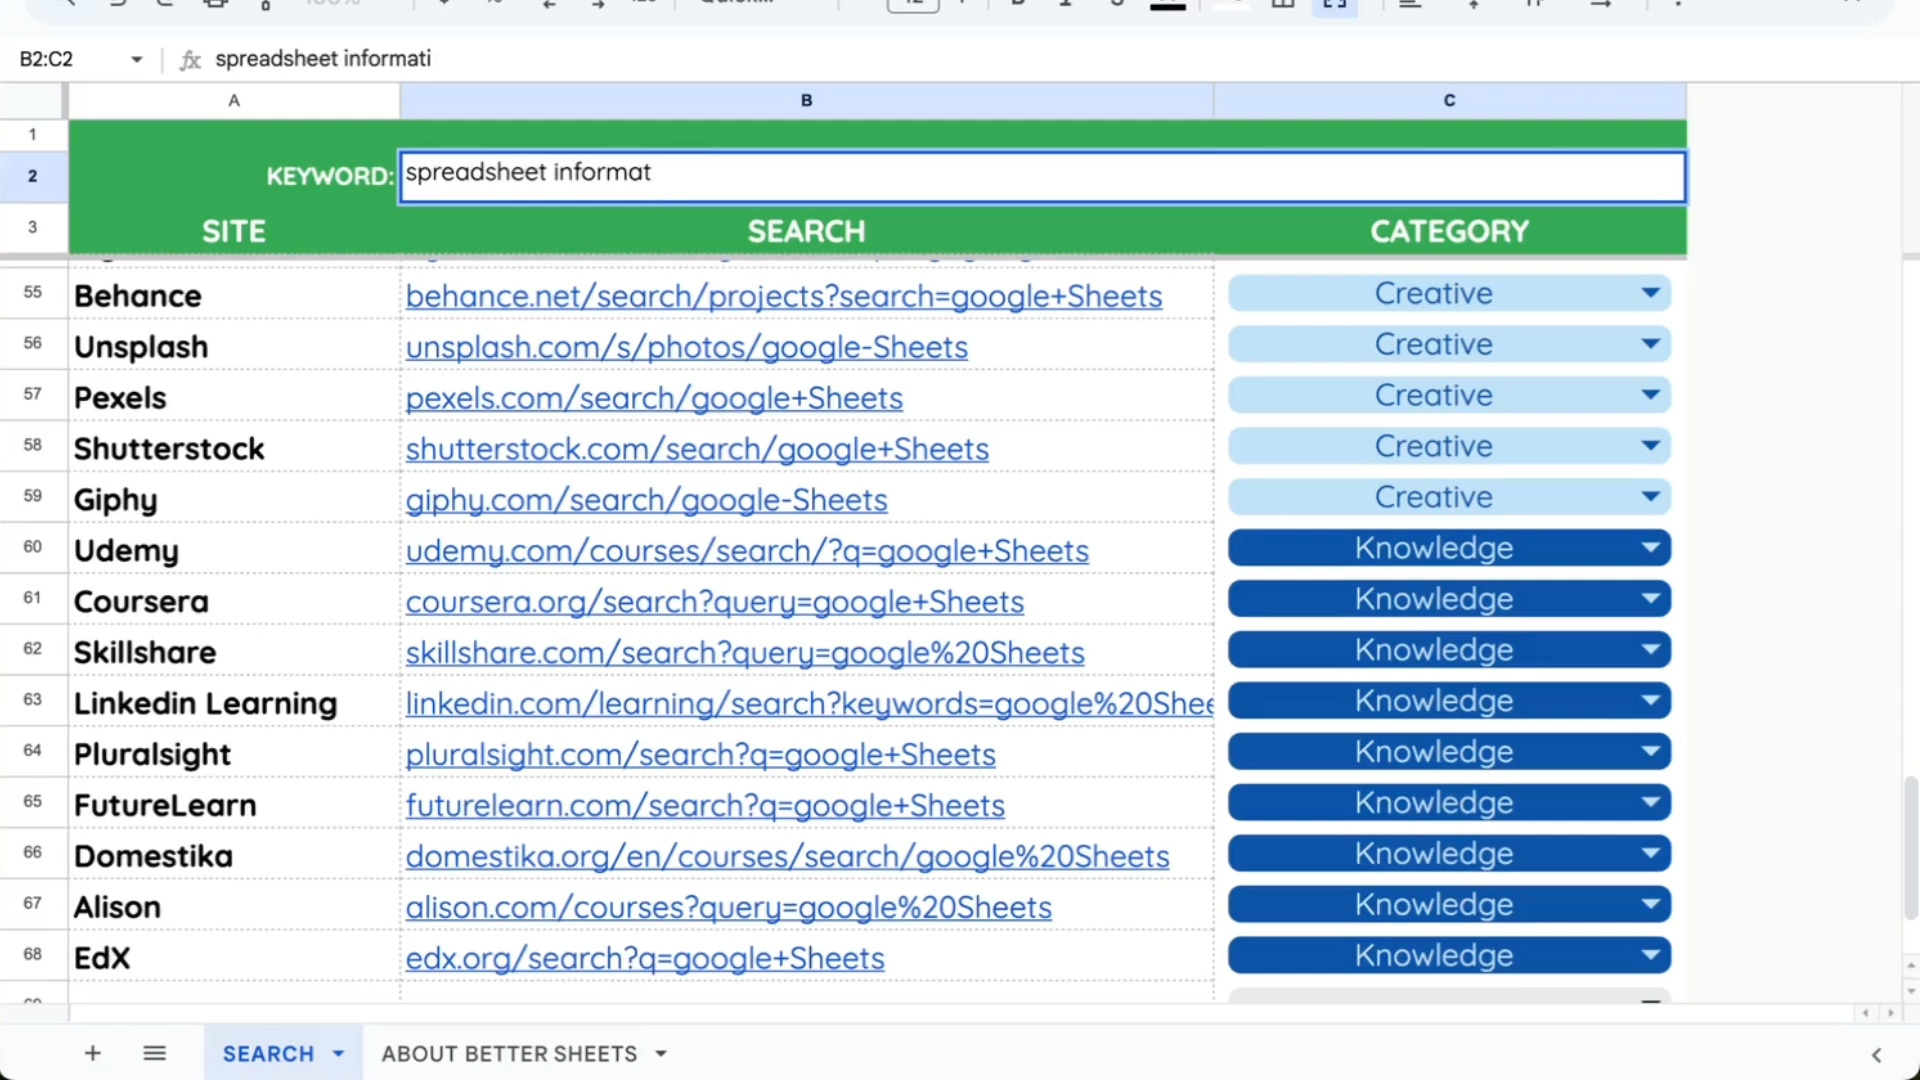 B2:C2 fx spreadsheet informati
A B C
1
2 KEYWORD: spreadsheet informat
3 SITE SEARCH CATEGORY
55 Behance behance.net/search/projects?search=google+Sheets Creative
56 Unsplash unsplash.com/s/photos/google-Sheets Creative
57 Pexels pexels.com/search/google+Sheets Creative
58 Shutterstock shutterstock.com/search/google+Sheets Creative
59 Giphy giphy.com/search/google-Sheets Creative
60 Udemy udemy.com/courses/search/?q=google+Sheets Knowledge
61 Coursera coursera.org/search?query=google+Sheets Knowledge
62 Skillshare skillshare.com/search?query=google%20Sheets Knowledge
63 Linkedin Learning linkedin.com/learning/search?keywords=google%20Shee Knowledge
64 Pluralsight pluralsight.com/search?q=google+Sheets Knowledge
65 FutureLearn futurelearn.com/search?q=google+Sheets Knowledge
66 Domestika domestika.org/en/courses/search/google%20Sheets Knowledge
67 Alison alison.com/courses?query=google%20Sheets Knowledge
68 EdX edx.org/search?q=google+Sheets Knowledge
SEARCH ABOUT BETTER SHEETS